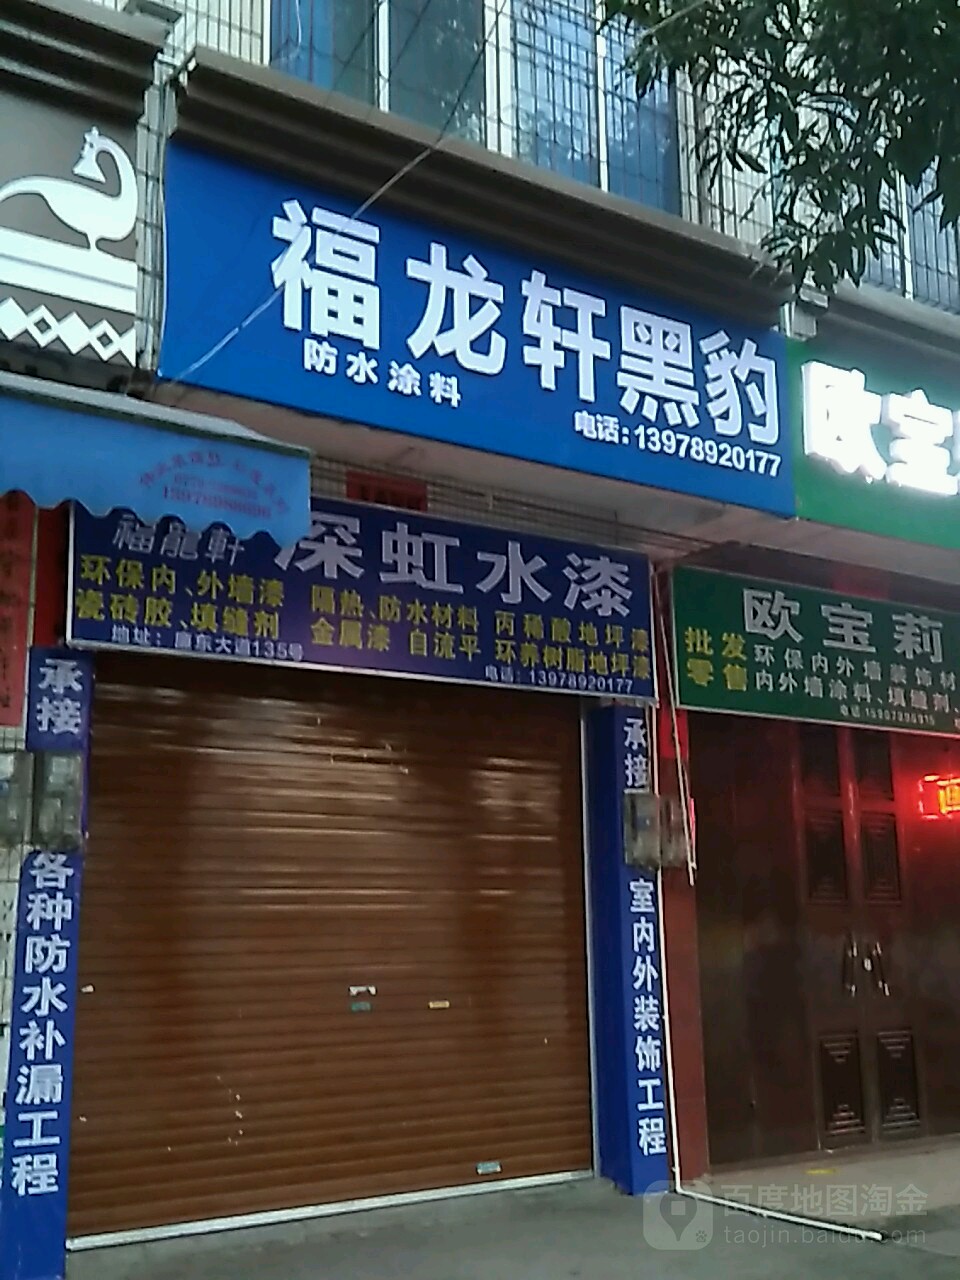 福龙轩黑豹
防水涂料
电话:13978920177
欧宝
福龍軒 深虹水漆
环保内、外墙漆 隔热、防水材料 丙稀酸地坪漆
瓷砖胶、填缝剂 金属漆 自流平 环养树脂地坪漆
地址:扈东大道135号
电话:13978920177
欧宝莉
批发 环保内外墙装饰材
零售 内外墙涂料、填缝剂、
承接
各种防水补漏工程
承接
室内外装饰工程
百度地图淘金
taojin.baidu.com